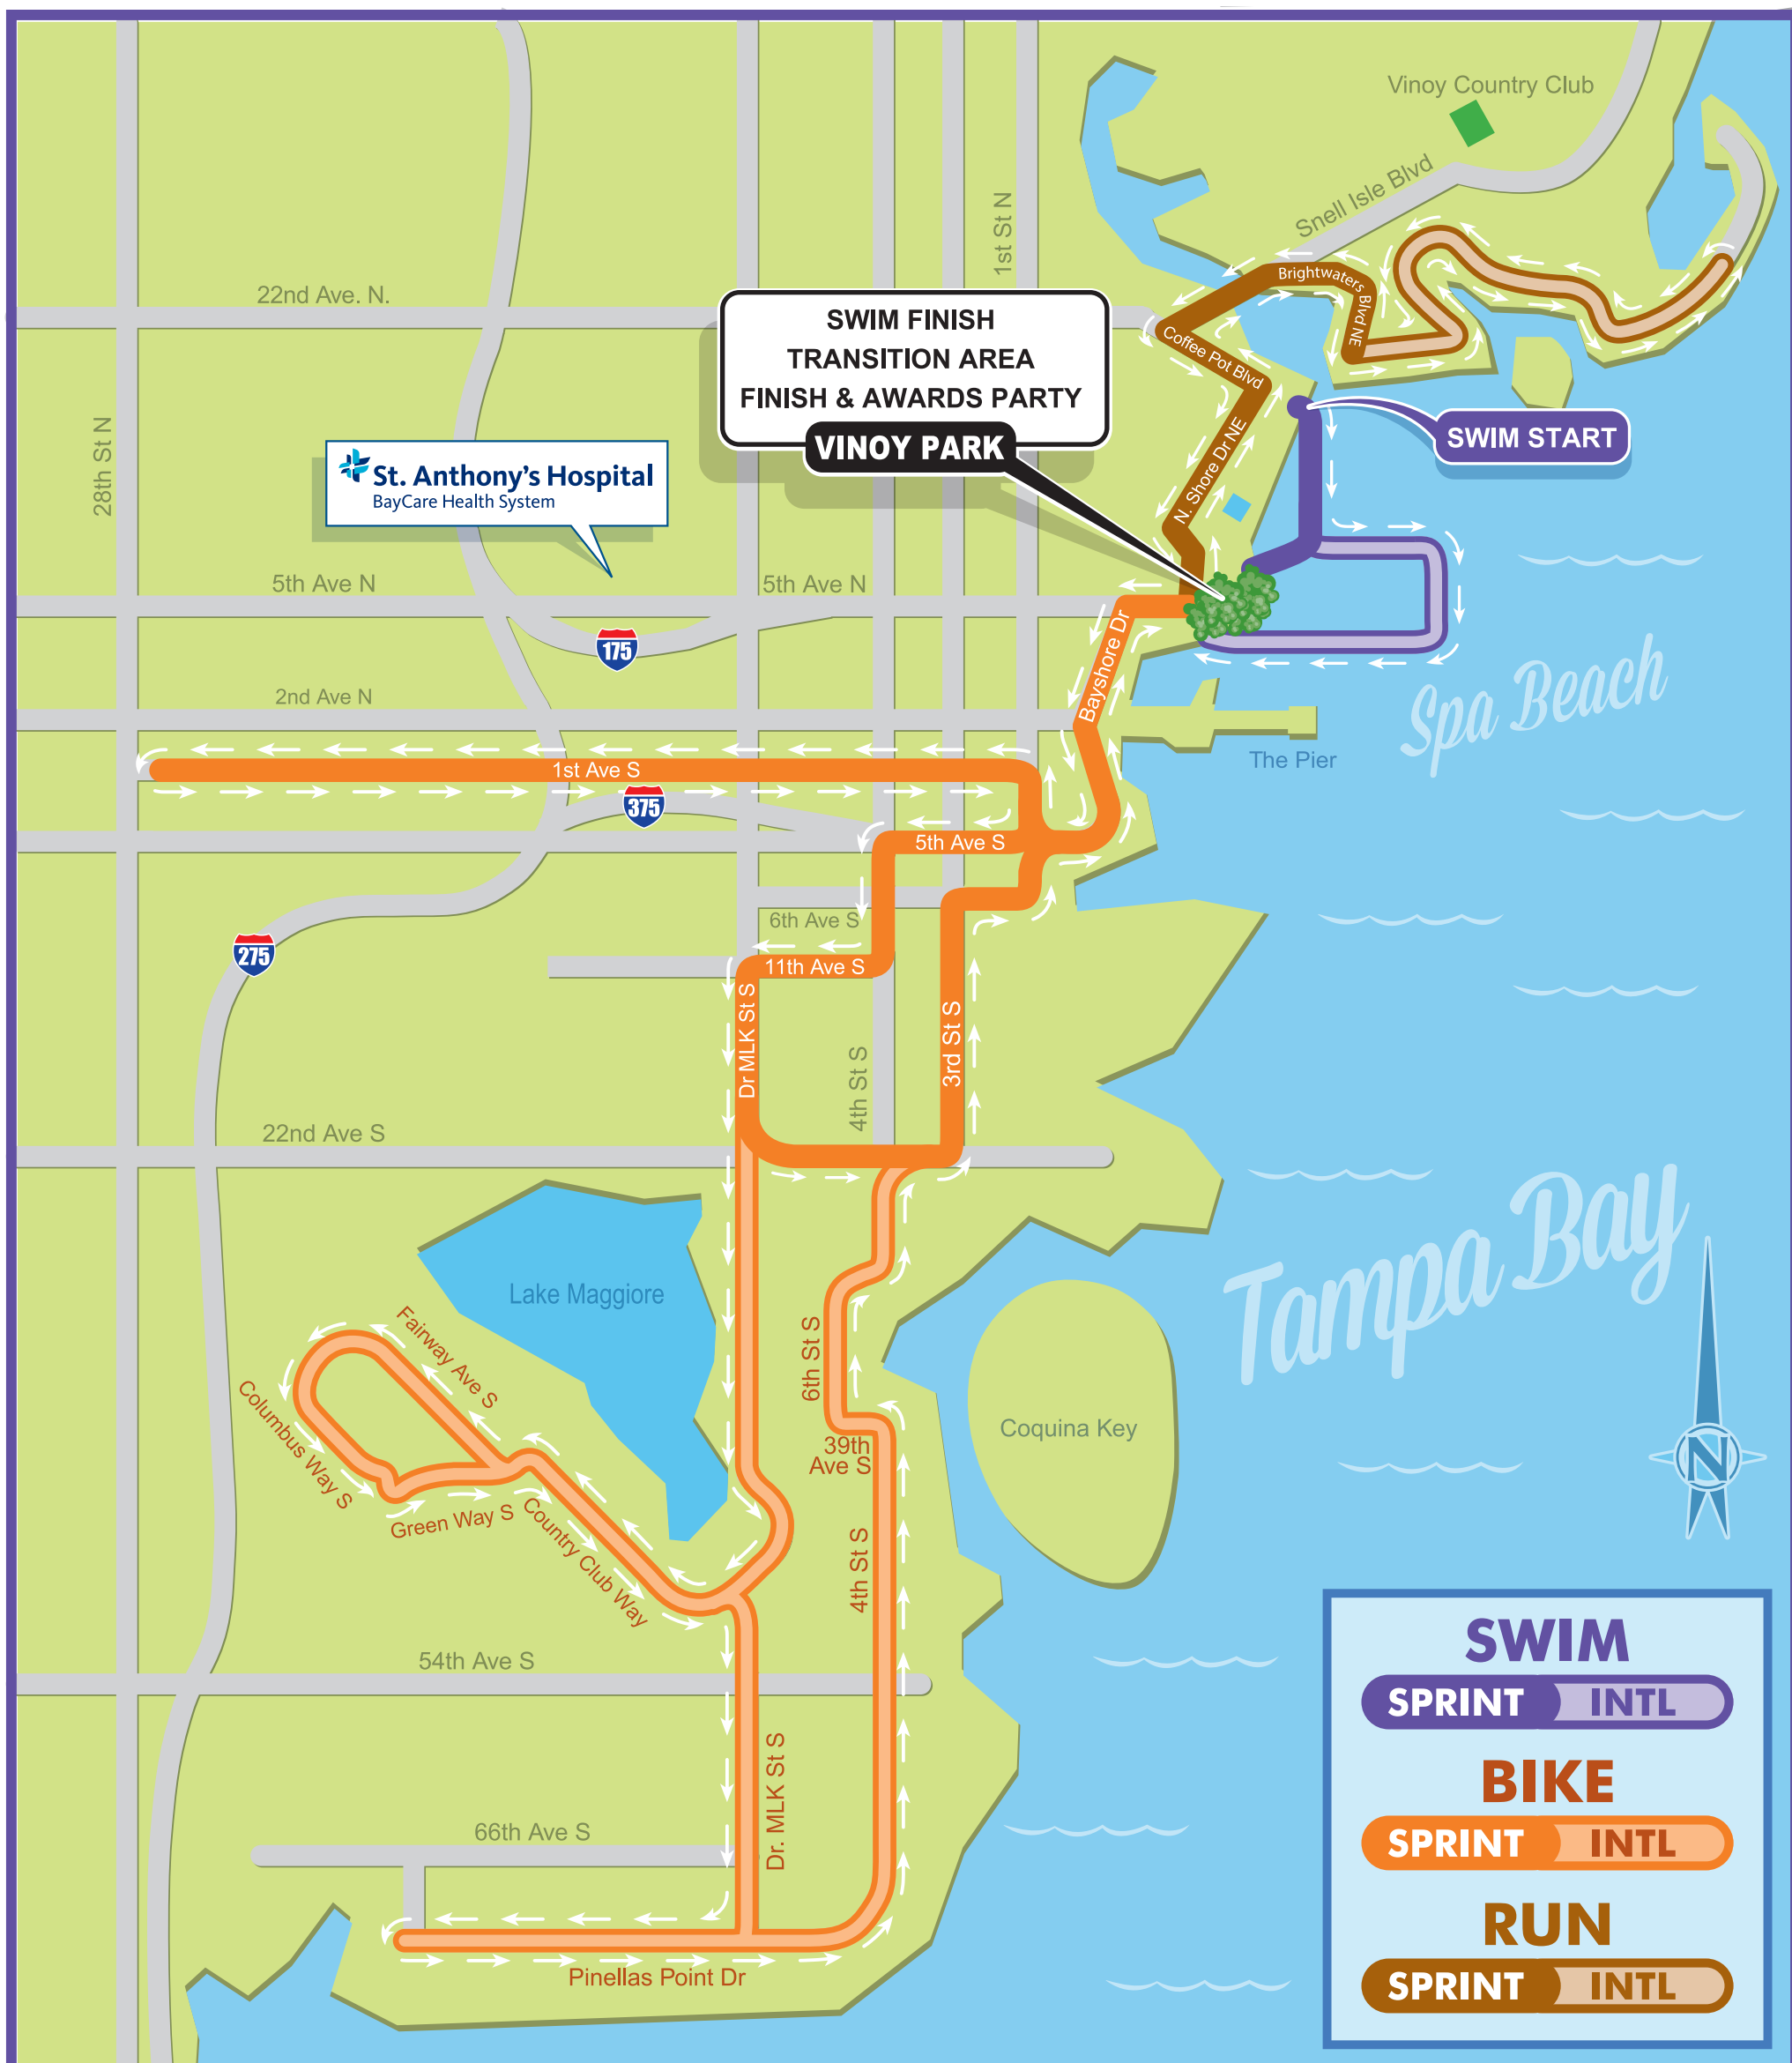 Vinoy Country Club
Snell Isle Blvd
1st St N
22nd Ave. N.
Brightwaters
Blvd NE
SWIM FINISH
TRANSITION AREA
FINISH & AWARDS PARTY
VINOY PARK
Coffee Pot Blvd
SWIM START
28th St N
N. Shore Dr NE
St. Anthony's Hospital
BayCare Health System
5th Ave N
5th Ave N
175
Bayshore Dr
2nd Ave N
Spa Beach
The Pier
1st Ave S
375
5th Ave S
6th Ave S
275
11th Ave S
Dr MLK St S
3rd St S
4th St S
22nd Ave S
Tampa Bay
Lake Maggiore
Fairway Ave S
6th St S
Columbus Way S
Coquina Key
39th
Ave S
N
Green Way S
Country Club Way
4th St S
54th Ave S
SWIM
SPRINT INTL
Dr. MLK St S
BIKE
SPRINT INTL
66th Ave S
RUN
SPRINT INTL
Pinellas Point Dr